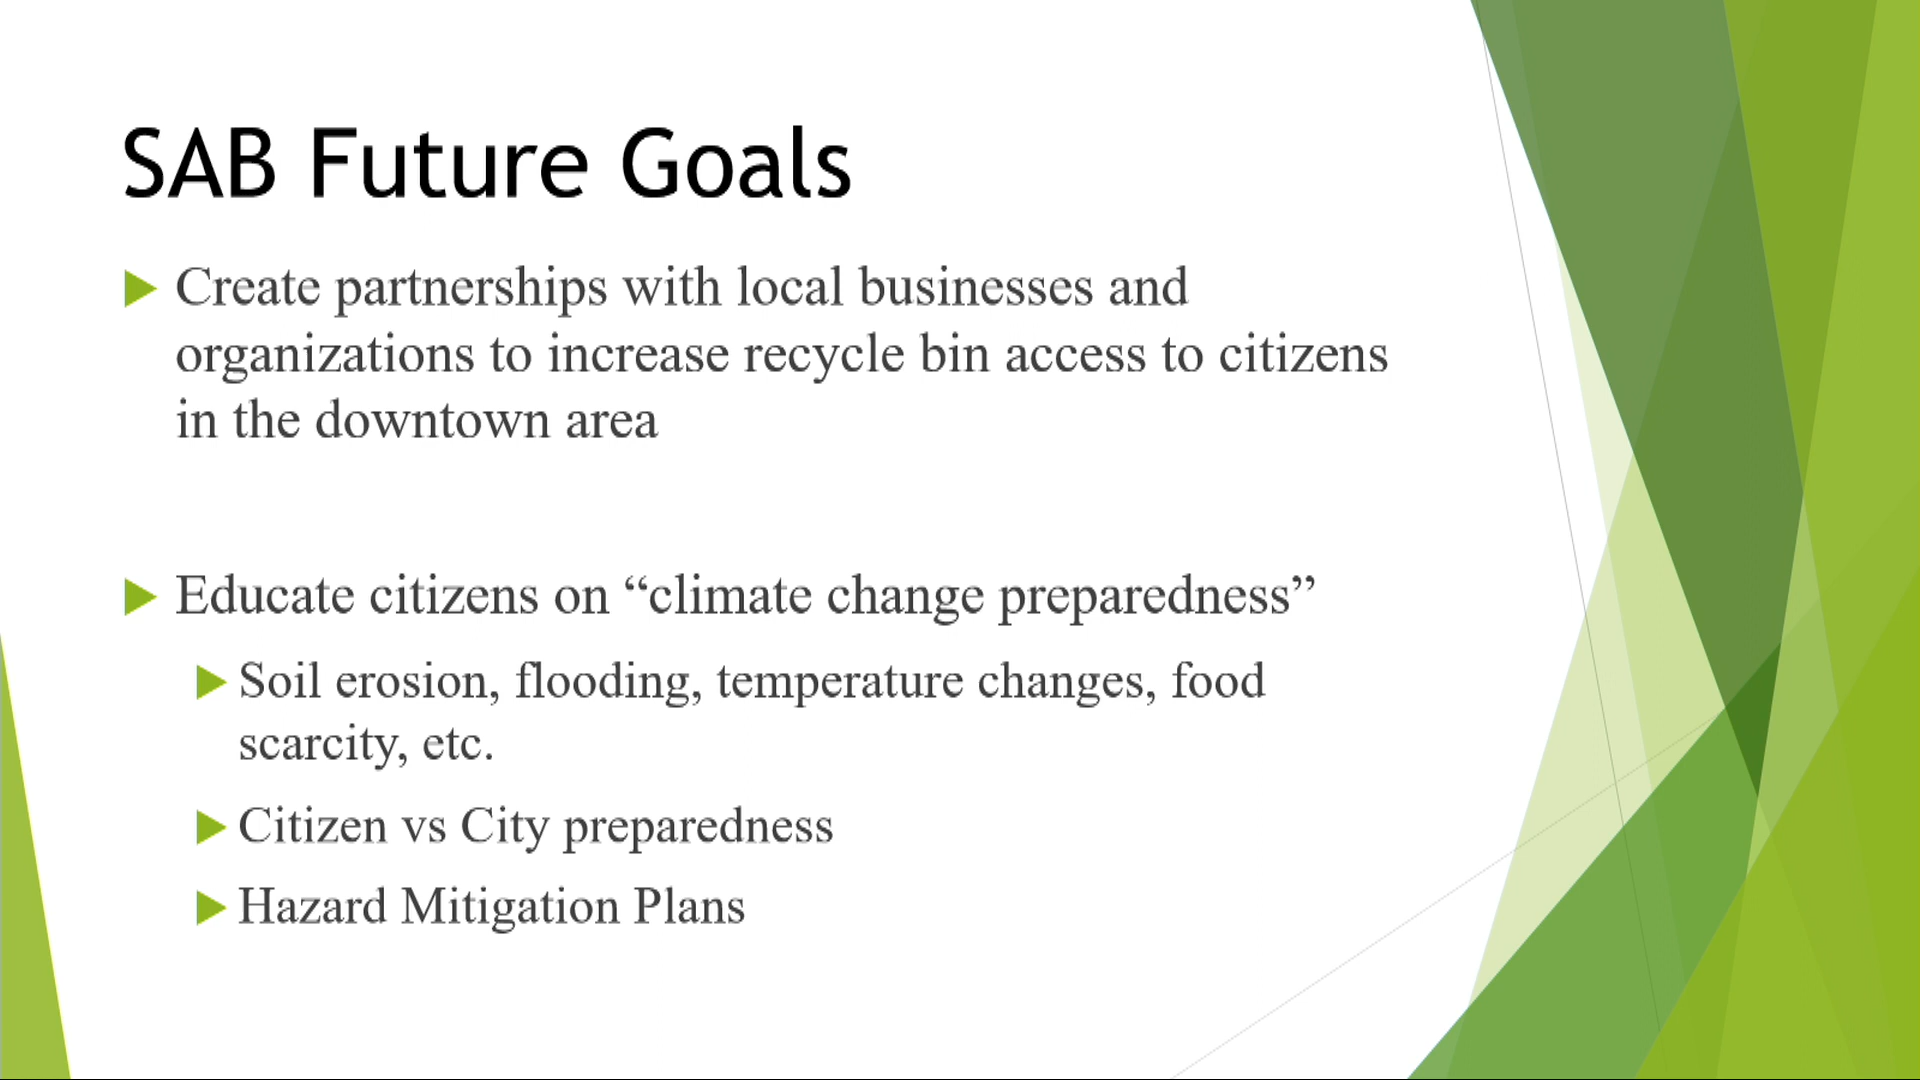 SAB Future Goals
Create partnerships with local businesses and
organizations to increase recycle bin access to citizens
in the downtown area
Educate citizens on “climate change preparedness”
Soil erosion, flooding, temperature changes, food
scarcity, etc.
Citizen vs City preparedness
Hazard Mitigation Plans